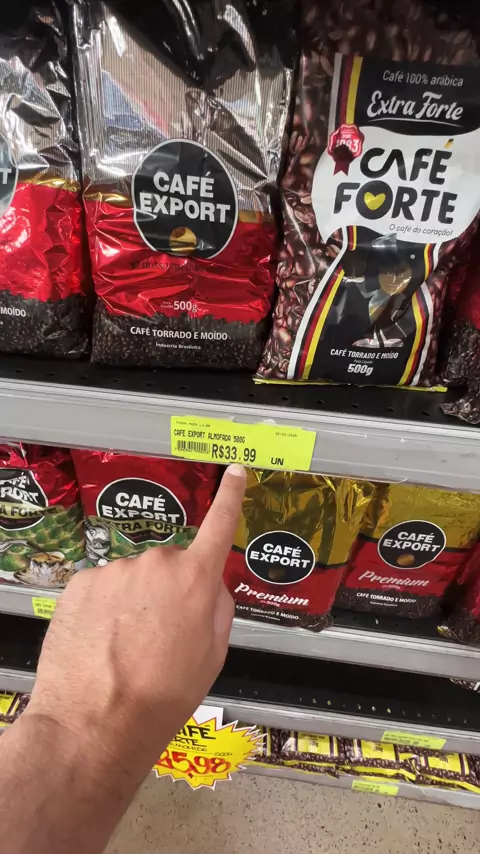 CAFÉ
EXPORT
500g
CAFÉ TORRADO E MOÍDO
Indústria Brasileira
MOÍDO
Café 100% arábica
Extra Forte
CAFÉ
FORTE
O café do coração!
CAFÉ TORRADO E MOÍDO
500g
CAFE EXPORT ALMOFADA 500G
R$33,99 UN
CAFÉ
EXPORT
CAFÉ
EXPORT
Premium
CAFÉ TORRADO E MOÍDO
CAFÉ
EXPORT
Premium
CAFÉ TORRADO E MOÍDO